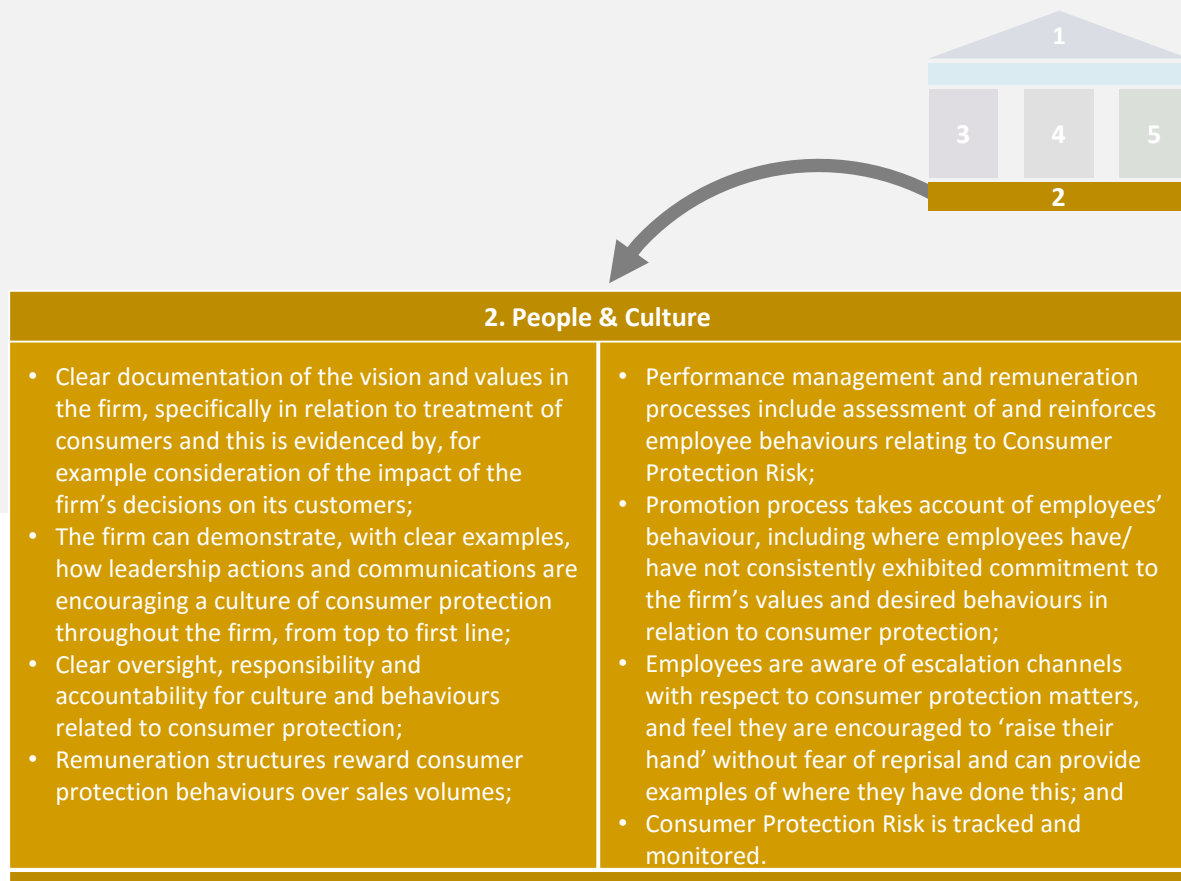 1
3 4 5
2
2. People & Culture
• Clear documentation of the vision and values in
the firm, specifically in relation to treatment of
consumers and this is evidenced by, for
example consideration of the impact of the
firm's decisions on its customers;
• The firm can demonstrate, with clear examples,
how leadership actions and communications are
encouraging a culture of consumer protection
throughout the firm, from top to first line;
• Clear oversight, responsibility and
accountability for culture and behaviours
related to consumer protection;
• Remuneration structures reward consumer
protection behaviours over sales volumes;
• Performance management and remuneration
processes include assessment of and reinforces
employee behaviours relating to Consumer
Protection Risk;
• Promotion process takes account of employees’
behaviour, including where employees have/
have not consistently exhibited commitment to
the firm’s values and desired behaviours in
relation to consumer protection;
• Employees are aware of escalation channels
with respect to consumer protection matters,
and feel they are encouraged to ‘raise their
hand’ without fear of reprisal and can provide
examples of where they have done this; and
• Consumer Protection Risk is tracked and
monitored.